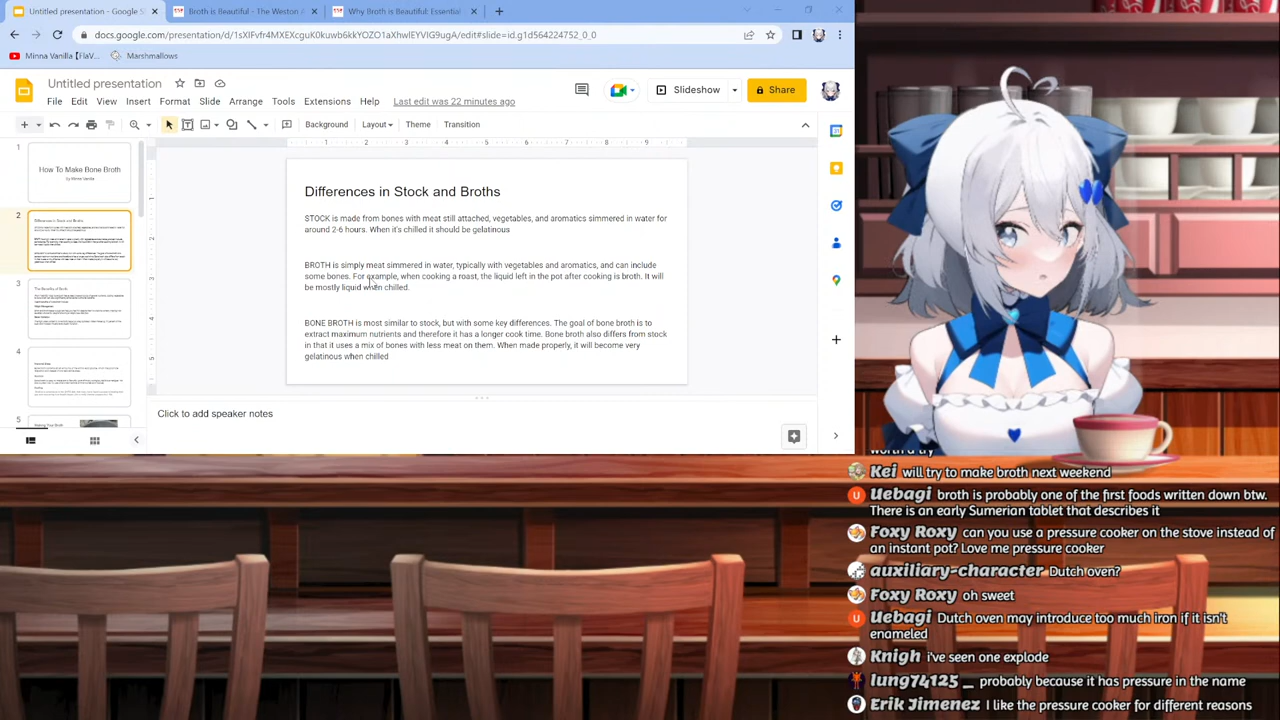 Untitled presentation - Google S
Broth is Beautiful - The Weston A
Why Broth is Beautiful: Essential
docs.google.com/presentation/d/1sXIFvfr4MXEXcguK0kuwb6kkYOZO1aXhwIEYVIG9ugA/edit#slide=id.g1d564224752_0_0
Minna Vanilla【FlaV...
Marshmallows
Untitled presentation
File Edit View Insert Format Slide Arrange Tools Extensions Help Last edit was 22 minutes ago
Slideshow
Share
Background Layout Theme Transition
1
How To Make Bone Broth
2
3
4
5
Differences in Stock and Broths
STOCK is made from bones with meat still attached, vegetables, and aromatics simmered in water for
around 2-6 hours. When it's chilled it should be gelatinous
BROTH is simply meat simmered in water, typically with vegetables and aromatics, and can include
some bones. For example, when cooking a roast, the liquid left in the pot after cooking is broth. It will
be mostly liquid when chilled.
BONE BROTH is most similar to stock, but with some key differences. The goal of bone broth is to
extract maximum nutrients and therefore it has a longer cook time. Bone broth also differs from stock
in that it uses a mix of bones with less meat on them. When made properly, it will become very
gelatinous when chilled
Click to add speaker notes
worth a try
Kei will try to make broth next weekend
Uebagi broth is probably one of the first foods written down btw.
There is an early Sumerian tablet that describes it
Foxy Roxy can you use a pressure cooker on the stove instead of
an instant pot? Love me pressure cooker
auxiliary-character Dutch oven?
Foxy Roxy oh sweet
Uebagi Dutch oven may introduce too much iron if it isn't
enameled
Knigh i've seen one explode
lung74125 _ probably because it has pressure in the name
Erik Jimenez I like the pressure cooker for different reasons